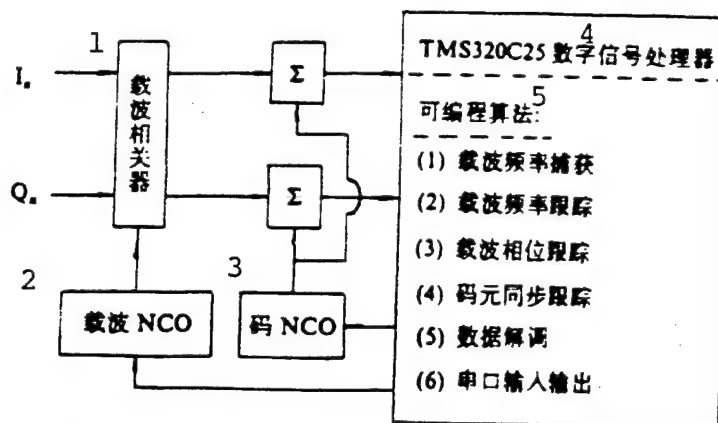 1
4
TMS320C25 数字信号处理器
I
载波相关器
Σ
5
可编程算法:
(1) 载波频率捕获
Q
Σ
(2) 载波频率跟踪
(3) 载波相位跟踪
2
3
(4) 码元同步跟踪
载波 NCO
码 NCO
(5) 数据解调
(6) 串口输入输出